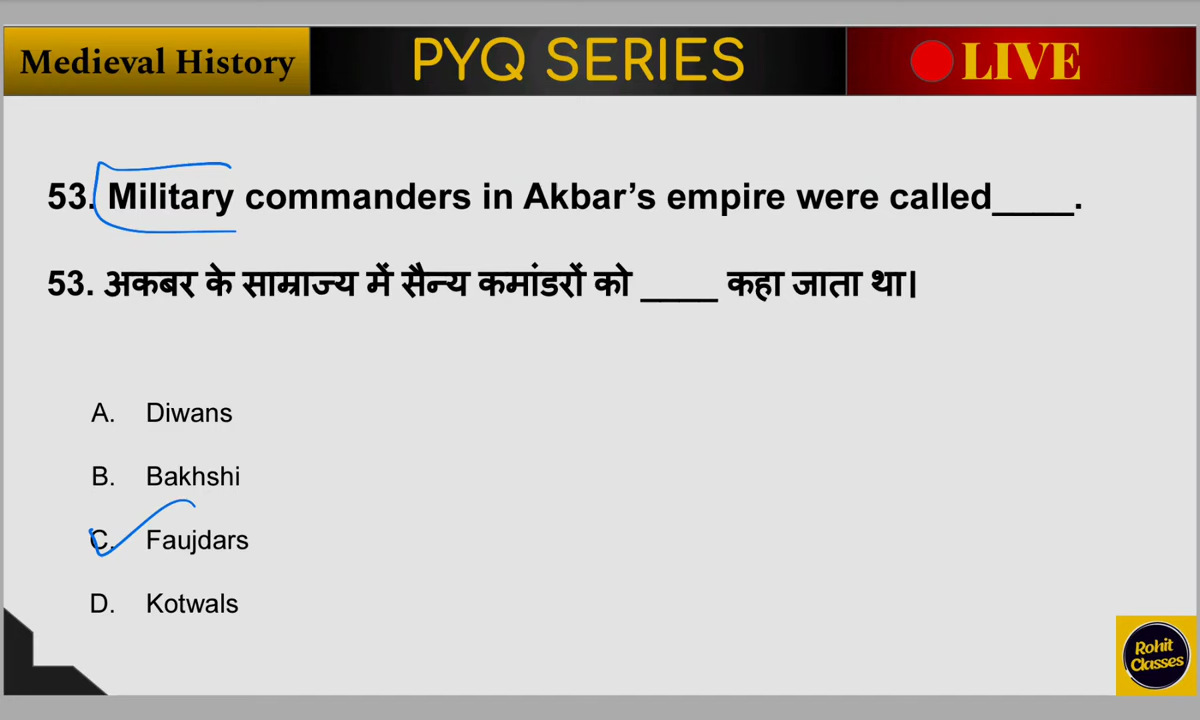 Medieval History
PYQ SERIES
LIVE
53. Military commanders in Akbar’s empire were called____.
53. अकबर के साम्राज्य में सैन्य कमांडरों को ____ कहा जाता था।
A. Diwans
B. Bakhshi
C. Faujdars
D. Kotwals
Rohit
Classes